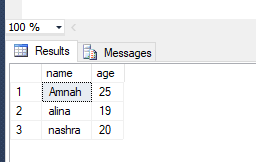 100 %
Results Messages
name age
1 Amnah 25
2 alina 19
3 nashra 20